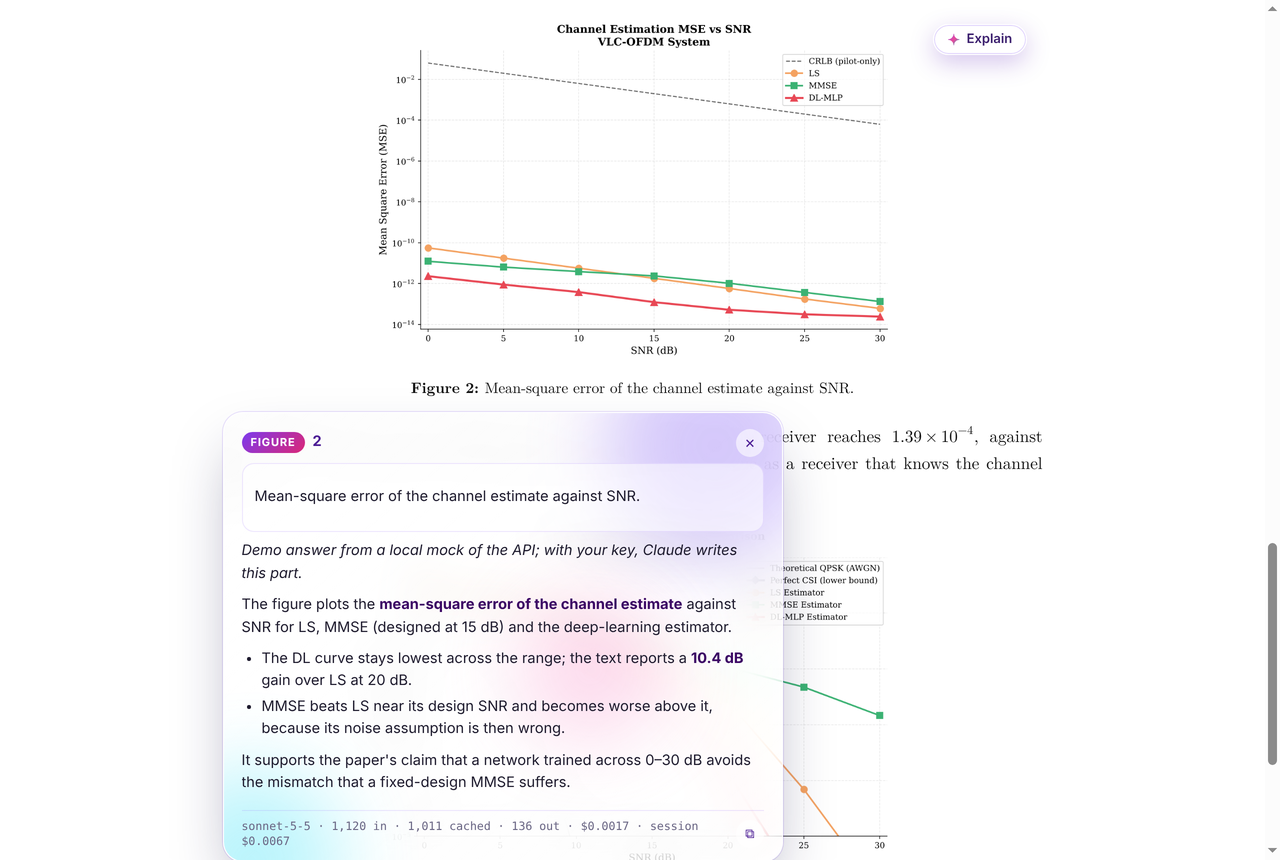 Channel Estimation MSE vs SNR
VLC-OFDM System
Explain
CRLB (pilot-only)
LS
MMSE
DL-MLP
Mean Square Error (MSE)
10⁻²
10⁻⁴
10⁻⁶
10⁻⁸
10⁻¹⁰
10⁻¹²
10⁻¹⁴
0 5 10 15 20 25 30
SNR (dB)
Figure 2: Mean-square error of the channel estimate against SNR.
FIGURE 2
×
Mean-square error of the channel estimate against SNR.
Demo answer from a local mock of the API; with your key, Claude writes
this part.
The figure plots the mean-square error of the channel estimate against
SNR for LS, MMSE (designed at 15 dB) and the deep-learning estimator.
• The DL curve stays lowest across the range; the text reports a 10.4 dB
gain over LS at 20 dB.
• MMSE beats LS near its design SNR and becomes worse above it,
because its noise assumption is then wrong.
It supports the paper's claim that a network trained across 0–30 dB avoids
the mismatch that a fixed-design MMSE suffers.
sonnet-5-5 · 1,120 in · 1,011 cached · 136 out · $0.0017 · session
$0.0067
reaches 1.39 × 10⁻⁴, against
a receiver that knows the channel
Theoretical QPSK (AWGN)
Perfect CSI (lower bound)
LS Estimator
MMSE Estimator
DL-MLP Estimator
0 5 10 15 20 25 30
SNR (dB)